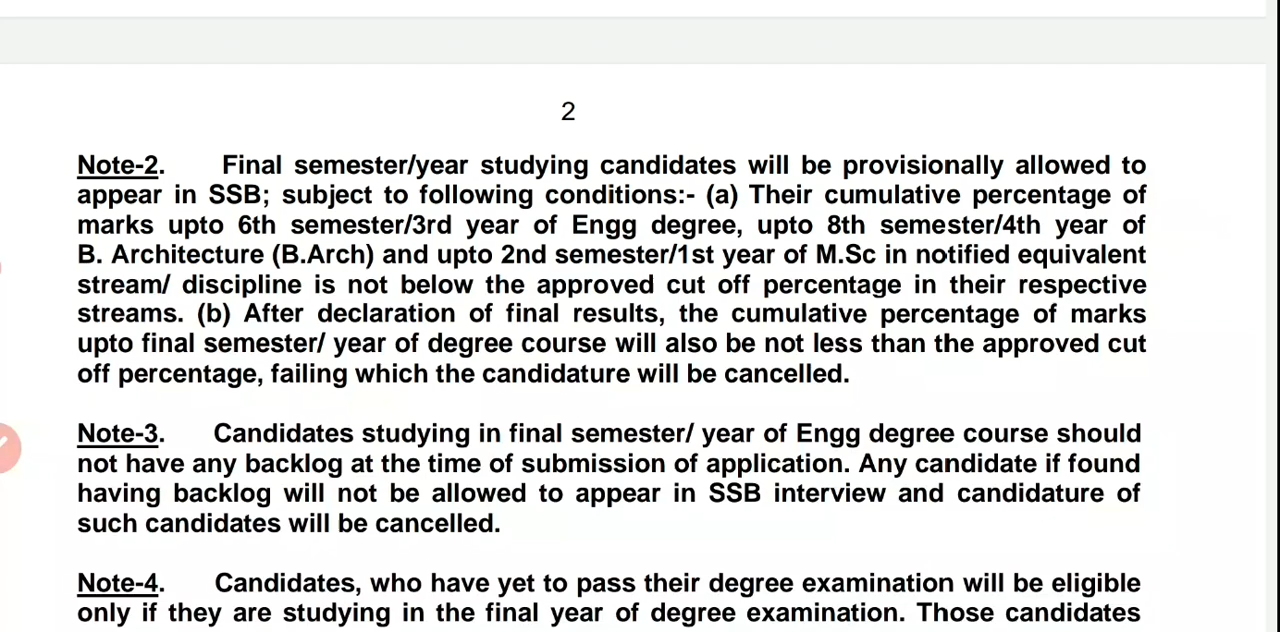 2
Note-2. Final semester/year studying candidates will be provisionally allowed to
appear in SSB; subject to following conditions:- (a) Their cumulative percentage of
marks upto 6th semester/3rd year of Engg degree, upto 8th semester/4th year of
B. Architecture (B.Arch) and upto 2nd semester/1st year of M.Sc in notified equivalent
stream/ discipline is not below the approved cut off percentage in their respective
streams. (b) After declaration of final results, the cumulative percentage of marks
upto final semester/ year of degree course will also be not less than the approved cut
off percentage, failing which the candidature will be cancelled.
Note-3. Candidates studying in final semester/ year of Engg degree course should
not have any backlog at the time of submission of application. Any candidate if found
having backlog will not be allowed to appear in SSB interview and candidature of
such candidates will be cancelled.
Note-4. Candidates, who have yet to pass their degree examination will be eligible
only if they are studying in the final year of degree examination. Those candidates